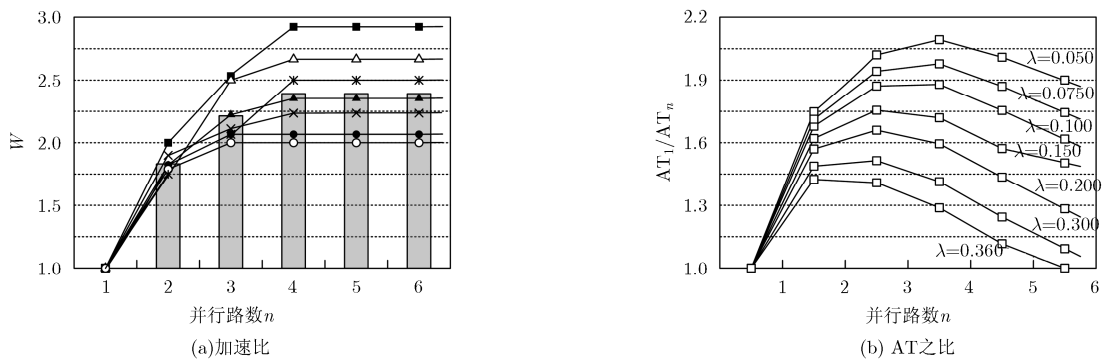 3.0
2.5
2.0
1.5
1.0
W
1 2 3 4 5 6
并行路数n
(a)加速比
2.2
1.9
1.6
1.3
1.0
AT₁/ATₙ
λ=0.050
λ=0.0750
λ=0.100
λ=0.150
λ=0.200
λ=0.300
λ=0.360
1 2 3 4 5 6
并行路数n
(b) AT之比